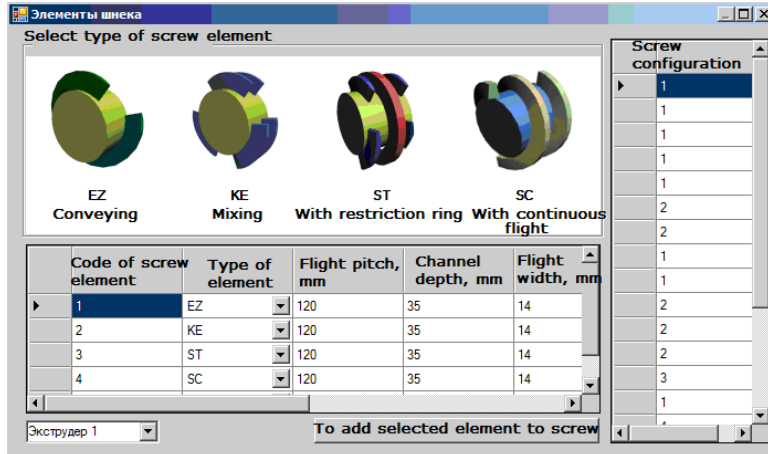 Элементы шнека
Select type of screw element
EZ
Conveying
KE
Mixing
ST
With restriction ring
SC
With continuous
flight
Code of screw
element
Type of
element
Flight pitch,
mm
Channel
depth, mm
Flight
width, mm
1 EZ 120 35 14
2 KE 120 35 14
3 ST 120 35 14
4 SC 120 35 14
Экструдер 1
To add selected element to screw
Screw
configuration
1
1
1
1
1
2
2
1
1
2
2
2
3
1